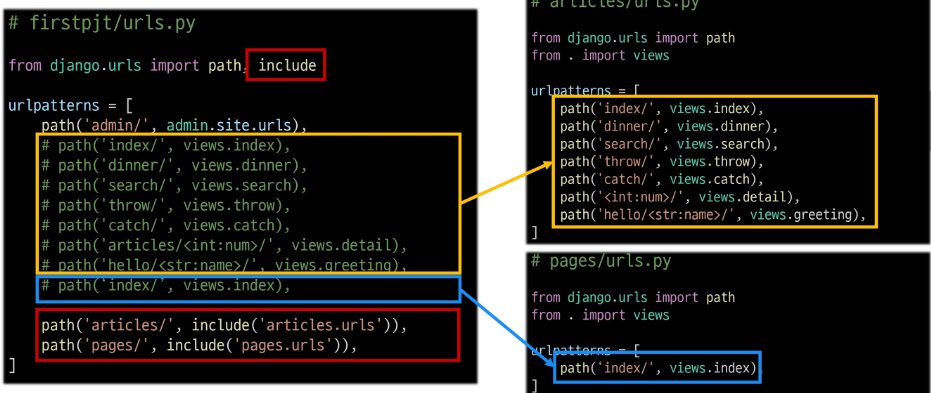 # firstpjt/urls.py
from django.urls import path, include
urlpatterns = [
path('admin/', admin.site.urls),
# path('index/', views.index),
# path('dinner/', views.dinner),
# path('search/', views.search),
# path('throw/', views.throw),
# path('catch/', views.catch),
# path('articles/<int:num>/', views.detail),
# path('hello/<str:name>/', views.greeting),
# path('index/', views.index),
path('articles/', include('articles.urls')),
path('pages/', include('pages.urls')),
]
# articles/urls.py
from django.urls import path
from . import views
urlpatterns = [
path('index/', views.index),
path('dinner/', views.dinner),
path('search/', views.search),
path('throw/', views.throw),
path('catch/', views.catch),
path('<int:num>/', views.detail),
path('hello/<str:name>/', views.greeting),
]
# pages/urls.py
from django.urls import path
from . import views
urlpatterns = [
path('index/', views.index),
]